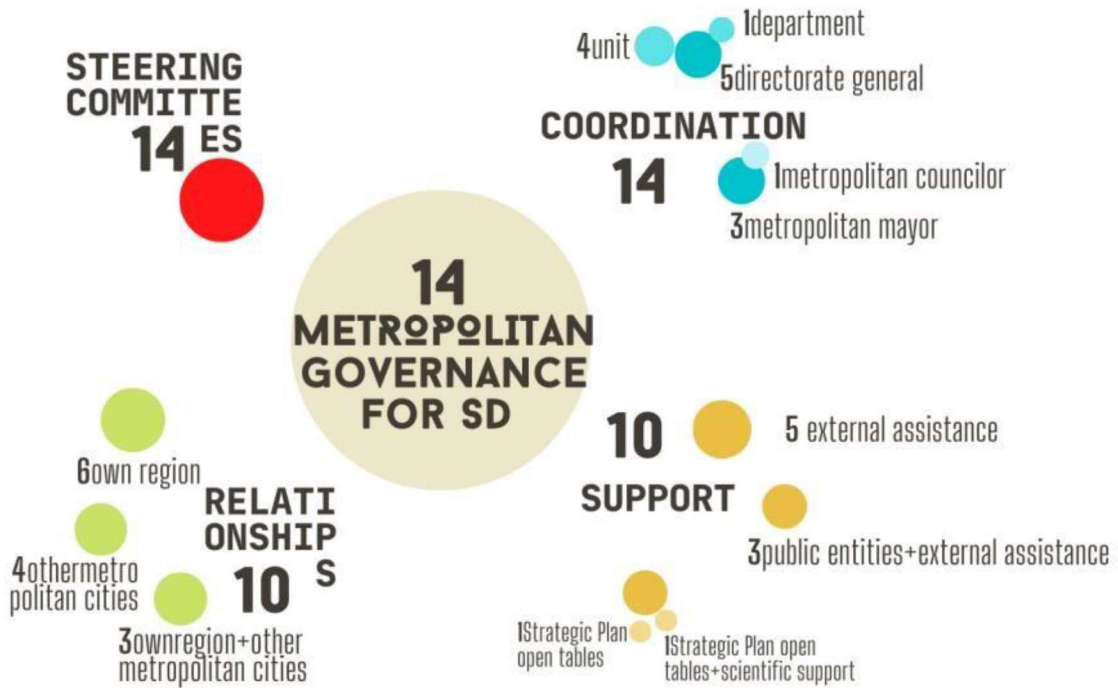 STEERING
COMMITTE
14 ES
4unit
1department
5directorate general
COORDINATION
14
1metropolitan councilor
3metropolitan mayor
14
METROPOLITAN
GOVERNANCE
FOR SD
6own region
RELATI
ONSHIP
S
10
4othermetro
politan cities
3ownregion+other
metropolitan cities
10
5 external assistance
SUPPORT
3public entities+external assistance
1Strategic Plan
open tables
1Strategic Plan open
tables+scientific support